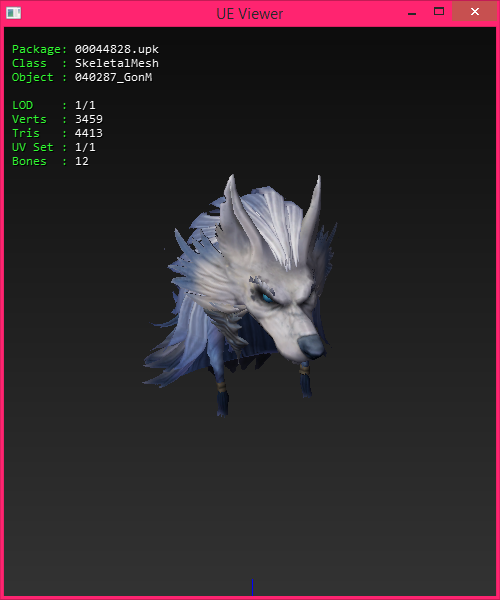 UE Viewer
Package: 00044828.upk
Class : SkeletalMesh
Object : 040287_GonM
LOD : 1/1
Verts : 3459
Tris : 4413
UV Set : 1/1
Bones : 12